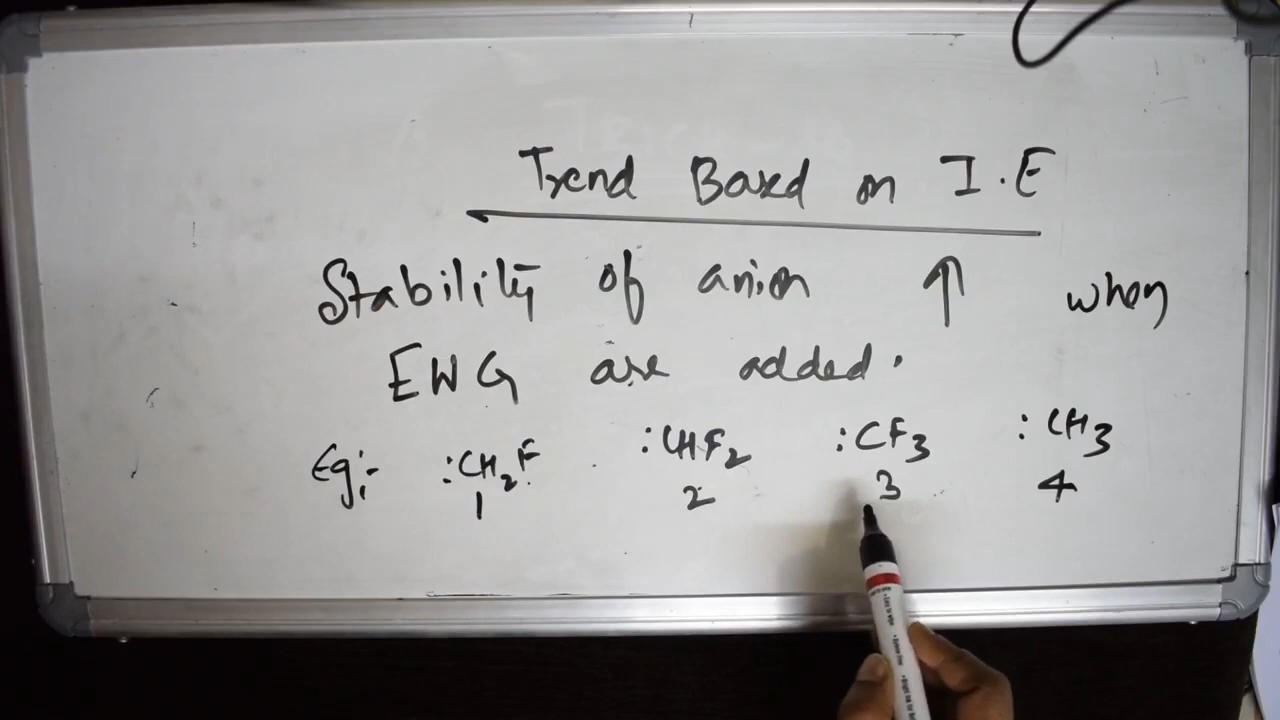 Trend Based on I.E
Stability of anion ↑ when
EWG are added.
Eg:- :CH₂F :CHF₂ :CF₃ :CH₃
1 2 3 4